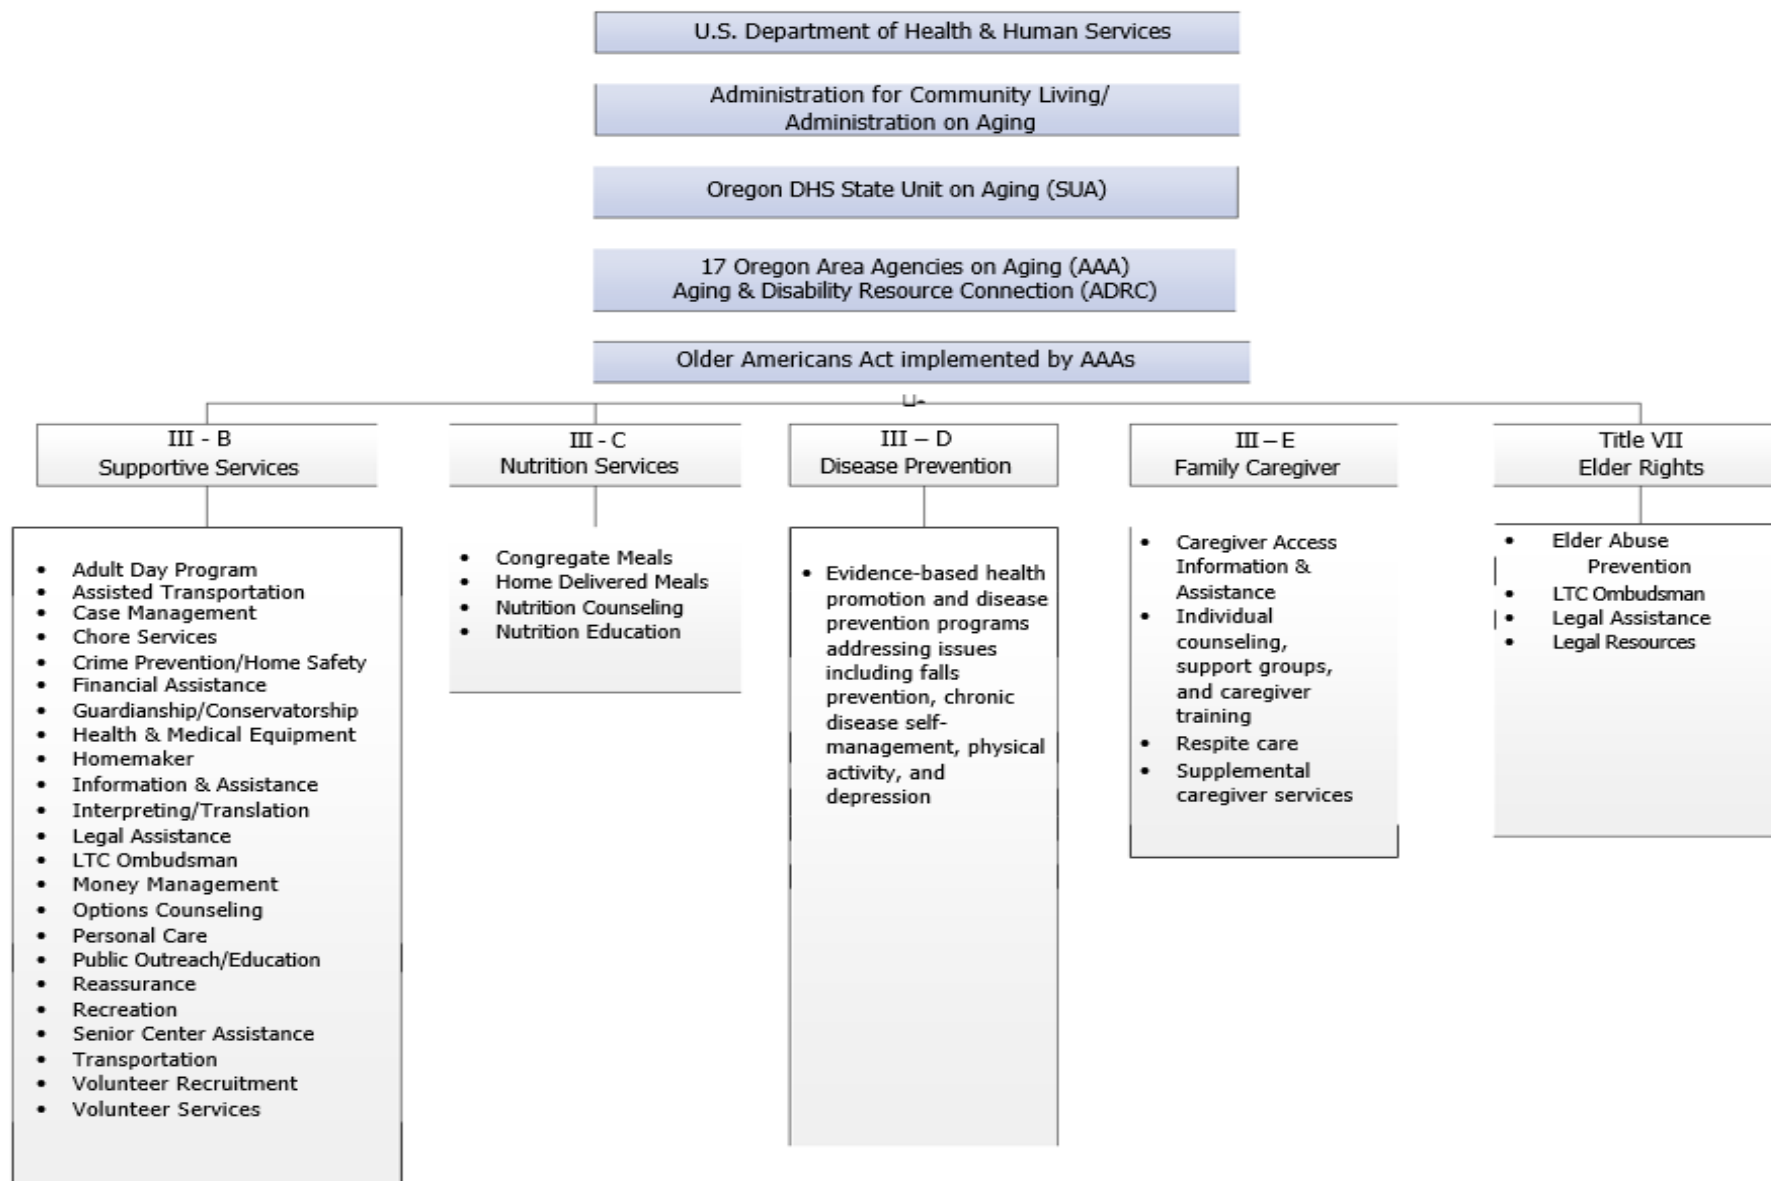 U.S. Department of Health & Human Services
Administration for Community Living/
Administration on Aging
Oregon DHS State Unit on Aging (SUA)
17 Oregon Area Agencies on Aging (AAA)
Aging & Disability Resource Connection (ADRC)
Older Americans Act implemented by AAAs
III - B
Supportive Services
• Adult Day Program
• Assisted Transportation
• Case Management
• Chore Services
• Crime Prevention/Home Safety
• Financial Assistance
• Guardianship/Conservatorship
• Health & Medical Equipment
• Homemaker
• Information & Assistance
• Interpreting/Translation
• Legal Assistance
• LTC Ombudsman
• Money Management
• Options Counseling
• Personal Care
• Public Outreach/Education
• Reassurance
• Recreation
• Senior Center Assistance
• Transportation
• Volunteer Recruitment
• Volunteer Services
III - C
Nutrition Services
• Congregate Meals
• Home Delivered Meals
• Nutrition Counseling
• Nutrition Education
III – D
Disease Prevention
• Evidence-based health
promotion and disease
prevention programs
addressing issues
including falls
prevention, chronic
disease self-
management, physical
activity, and
depression
III – E
Family Caregiver
• Caregiver Access
Information &
Assistance
• Individual
counseling,
support groups,
and caregiver
training
• Respite care
• Supplemental
caregiver services
Title VII
Elder Rights
• Elder Abuse
Prevention
• LTC Ombudsman
• Legal Assistance
• Legal Resources